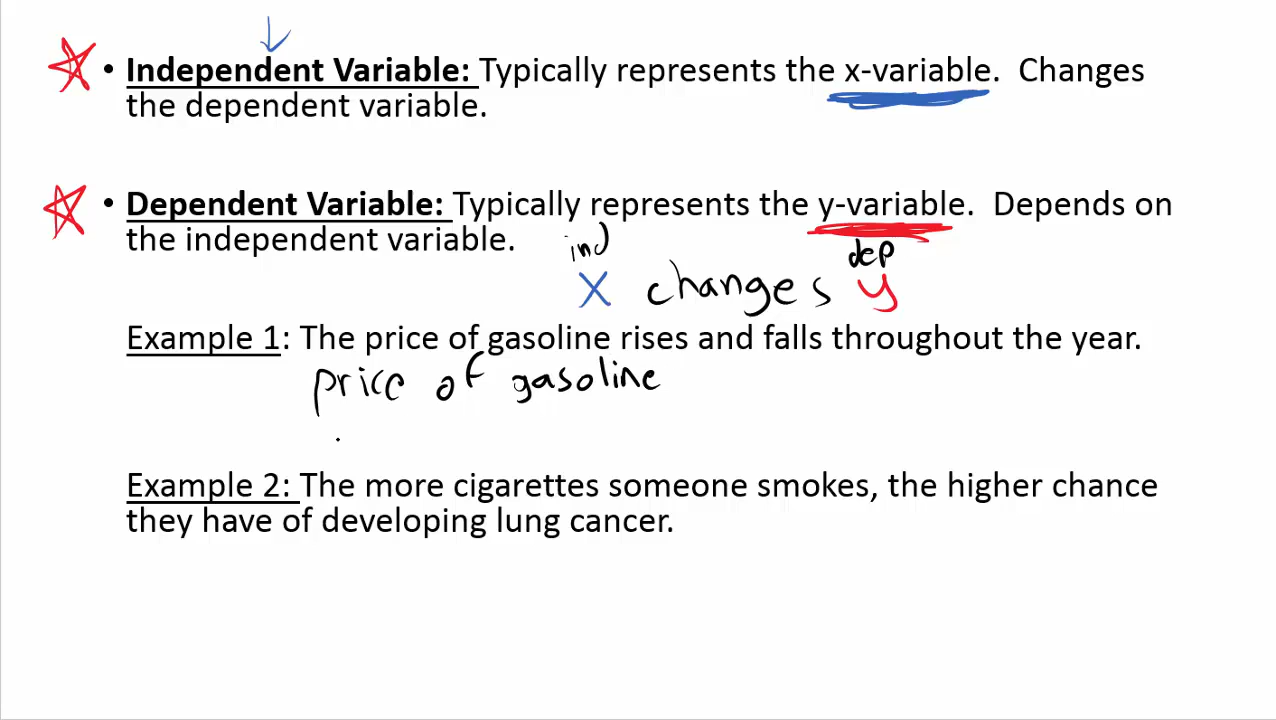 • Independent Variable: Typically represents the x-variable. Changes
the dependent variable.
• Dependent Variable: Typically represents the y-variable. Depends on
the independent variable.
ind dep
x changes y
Example 1: The price of gasoline rises and falls throughout the year.
price of gasoline
Example 2: The more cigarettes someone smokes, the higher chance
they have of developing lung cancer.